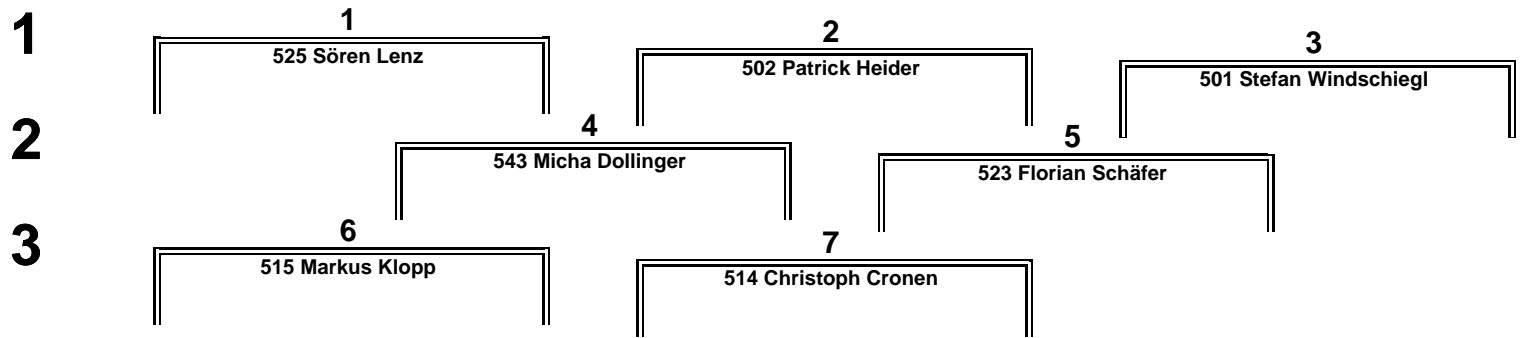 1
1
525 Sören Lenz
2
502 Patrick Heider
3
501 Stefan Windschiegl
2
4
543 Micha Dollinger
5
523 Florian Schäfer
3
6
515 Markus Klopp
7
514 Christoph Cronen